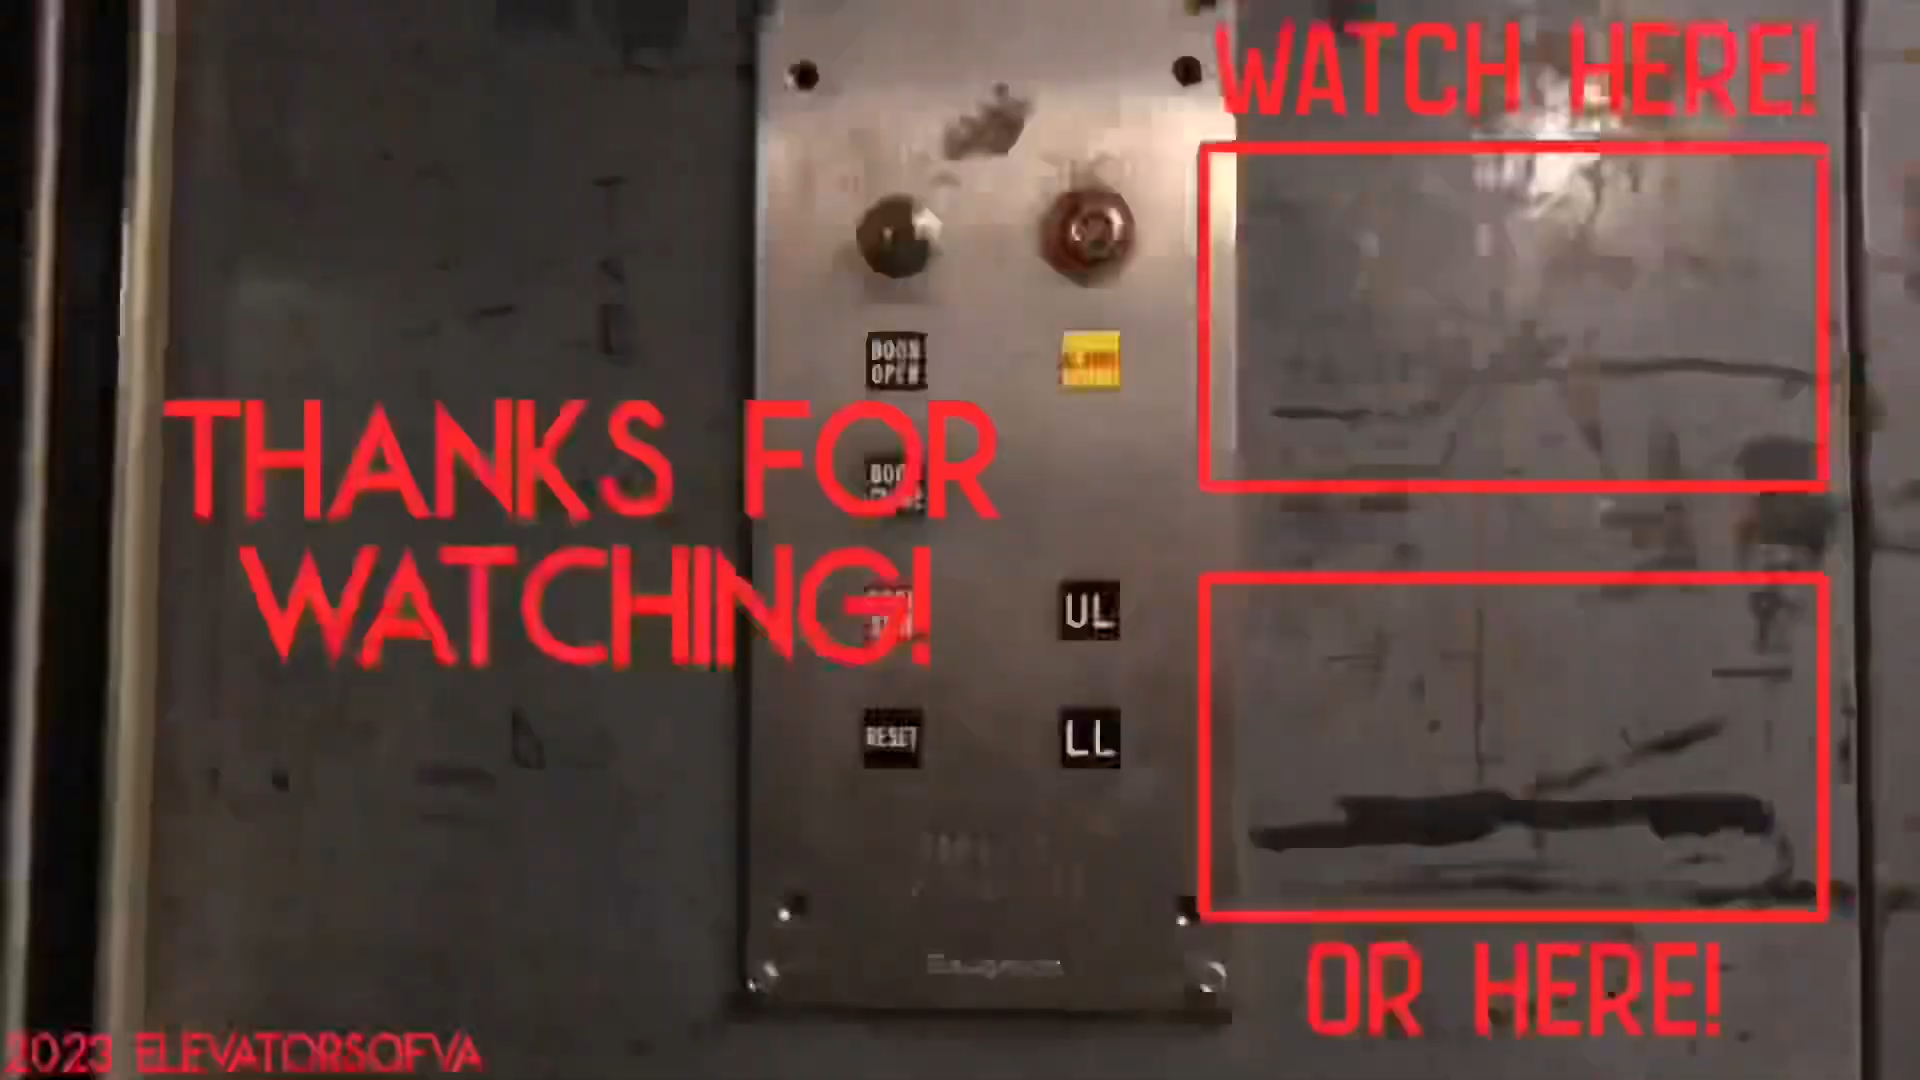 WATCH HERE!
DOOR
OPEN
THANKS FOR
WATCHING!
UL
RESET
LL
OR HERE!
2023 ELEVATORSOFVA